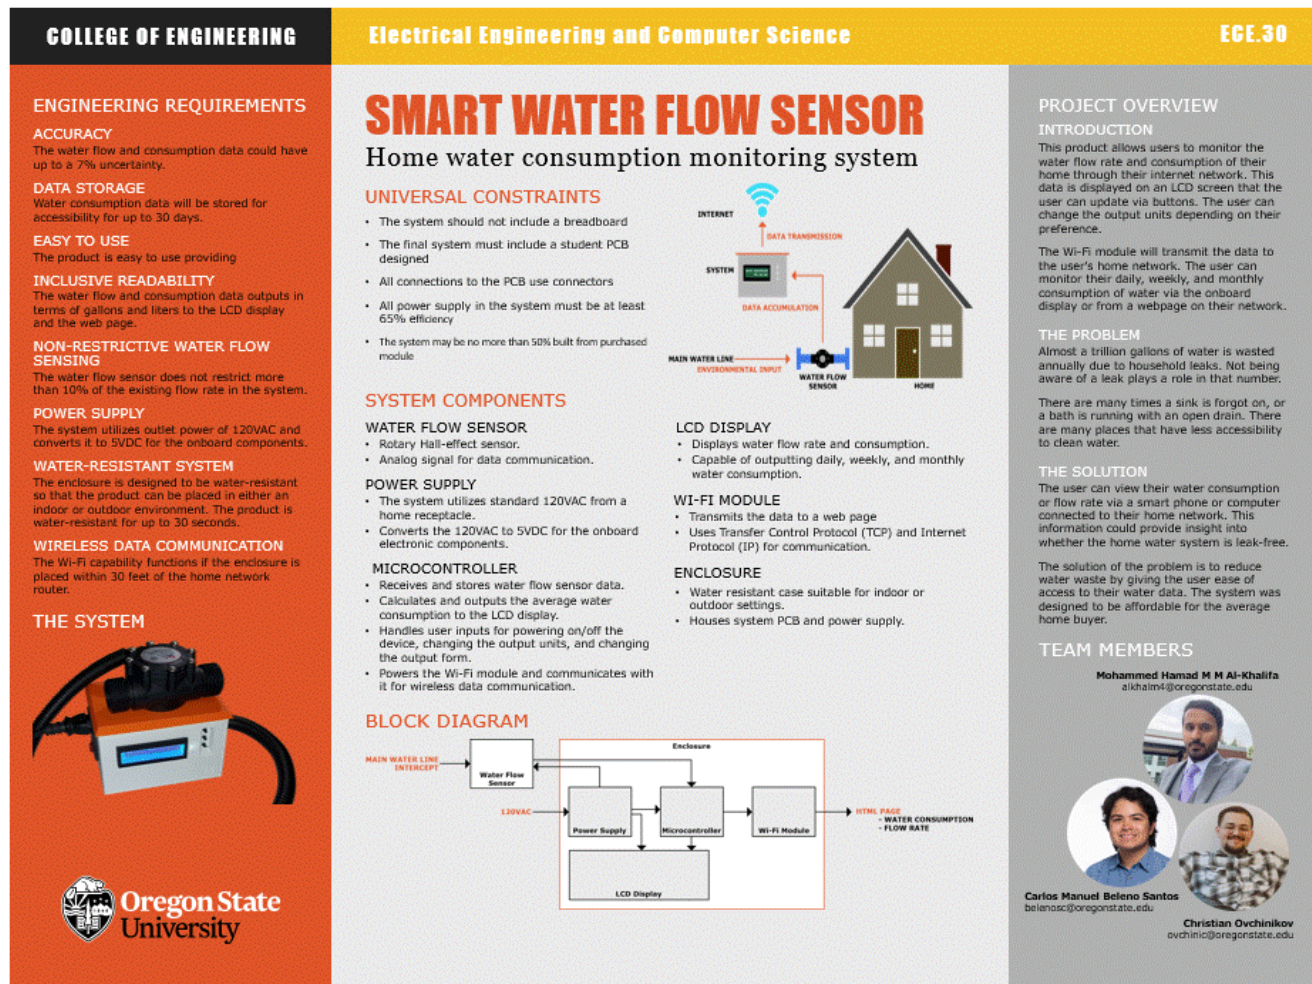 COLLEGE OF ENGINEERING
Electrical Engineering and Computer Science
ECE.30
ENGINEERING REQUIREMENTS
ACCURACY
The water flow and consumption data could have
up to a 7% uncertainty.
DATA STORAGE
Water consumption data will be stored for
accessibility for up to 30 days.
EASY TO USE
The product is easy to use providing
INCLUSIVE READABILITY
The water flow and consumption data outputs in
terms of gallons and liters to the LCD display
and the web page.
NON-RESTRICTIVE WATER FLOW
SENSING
The water flow sensor does not restrict more
than 10% of the existing flow rate in the system.
POWER SUPPLY
The system utilizes outlet power of 120VAC and
converts it to 5VDC for the onboard components.
WATER-RESISTANT SYSTEM
The enclosure is designed to be water-resistant
so that the product can be placed in either an
indoor or outdoor environment. The product is
water-resistant for up to 30 seconds.
WIRELESS DATA COMMUNICATION
The Wi-Fi capability functions if the enclosure is
placed within 30 feet of the home network
router.
THE SYSTEM
Oregon State
University
SMART WATER FLOW SENSOR
Home water consumption monitoring system
UNIVERSAL CONSTRAINTS
• The system should not include a breadboard
• The final system must include a student PCB
designed
• All connections to the PCB use connectors
• All power supply in the system must be at least
65% efficiency
• The system may be no more than 50% built from purchased
module
INTERNET
DATA TRANSMISSION
SYSTEM
DATA ACCUMULATION
MAIN WATER LINE
ENVIRONMENTAL INPUT
WATER FLOW
SENSOR
HOME
SYSTEM COMPONENTS
WATER FLOW SENSOR
• Rotary Hall-effect sensor.
• Analog signal for data communication.
POWER SUPPLY
• The system utilizes standard 120VAC from a
home receptacle.
• Converts the 120VAC to 5VDC for the onboard
electronic components.
MICROCONTROLLER
• Receives and stores water flow sensor data.
• Calculates and outputs the average water
consumption to the LCD display.
• Handles user inputs for powering on/off the
device, changing the output units, and changing
the output form.
• Powers the Wi-Fi module and communicates with
it for wireless data communication.
LCD DISPLAY
• Displays water flow rate and consumption.
• Capable of outputting daily, weekly, and monthly
water consumption.
WI-FI MODULE
• Transmits the data to a web page
• Uses Transfer Control Protocol (TCP) and Internet
Protocol (IP) for communication.
ENCLOSURE
• Water resistant case suitable for indoor or
outdoor settings.
• Houses system PCB and power supply.
BLOCK DIAGRAM
MAIN WATER LINE
INTERCEPT
Water Flow
Sensor
Enclosure
120VAC
Power Supply
Microcontroller
Wi-Fi Module
LCD Display
HTML PAGE
- WATER CONSUMPTION
- FLOW RATE
PROJECT OVERVIEW
INTRODUCTION
This product allows users to monitor the
water flow rate and consumption of their
home through their internet network. This
data is displayed on an LCD screen that the
user can update via buttons. The user can
change the output units depending on their
preference.
The Wi-Fi module will transmit the data to
the user's home network. The user can
monitor their daily, weekly, and monthly
consumption of water via the onboard
display or from a webpage on their network.
THE PROBLEM
Almost a trillion gallons of water is wasted
annually due to household leaks. Not being
aware of a leak plays a role in that number.
There are many times a sink is forgot on, or
a bath is running with an open drain. There
are many places that have less accessibility
to clean water.
THE SOLUTION
The user can view their water consumption
or flow rate via a smart phone or computer
connected to their home network. This
information could provide insight into
whether the home water system is leak-free.
The solution of the problem is to reduce
water waste by giving the user ease of
access to their water data. The system was
designed to be affordable for the average
home buyer.
TEAM MEMBERS
Mohammed Hamad M M Al-Khalifa
alkhalm4@oregonstate.edu
Carlos Manuel Beleno Santos
belenosc@oregonstate.edu
Christian Ovchinikov
ovchinic@oregonstate.edu